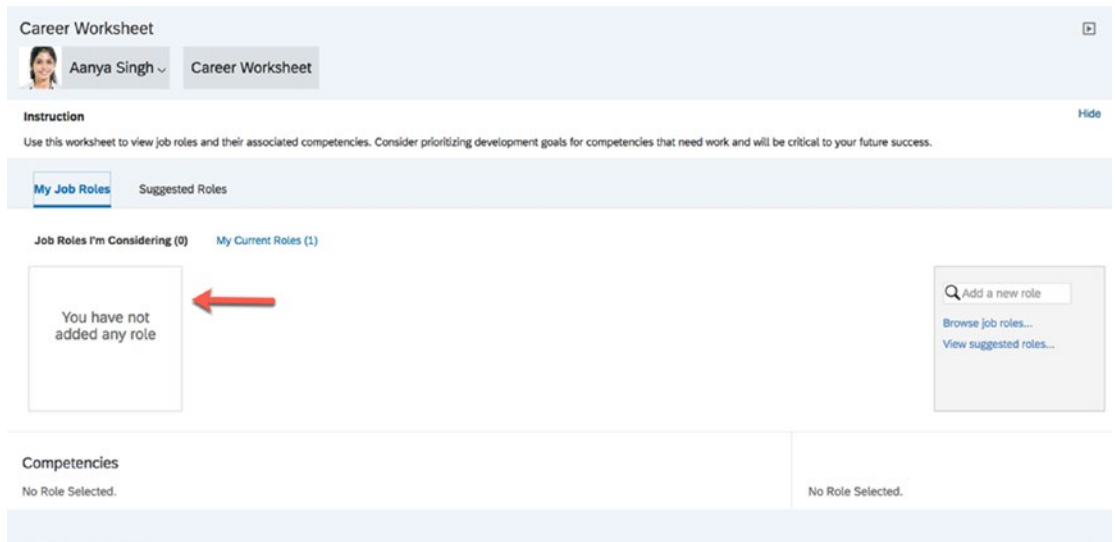 Career Worksheet
Aanya Singh
Career Worksheet
Instruction
Hide
Use this worksheet to view job roles and their associated competencies. Consider prioritizing development goals for competencies that need work and will be critical to your future success.
My Job Roles
Suggested Roles
Job Roles I'm Considering (0)
My Current Roles (1)
You have not
added any role
Add a new role
Browse job roles...
View suggested roles...
Competencies
No Role Selected.
No Role Selected.